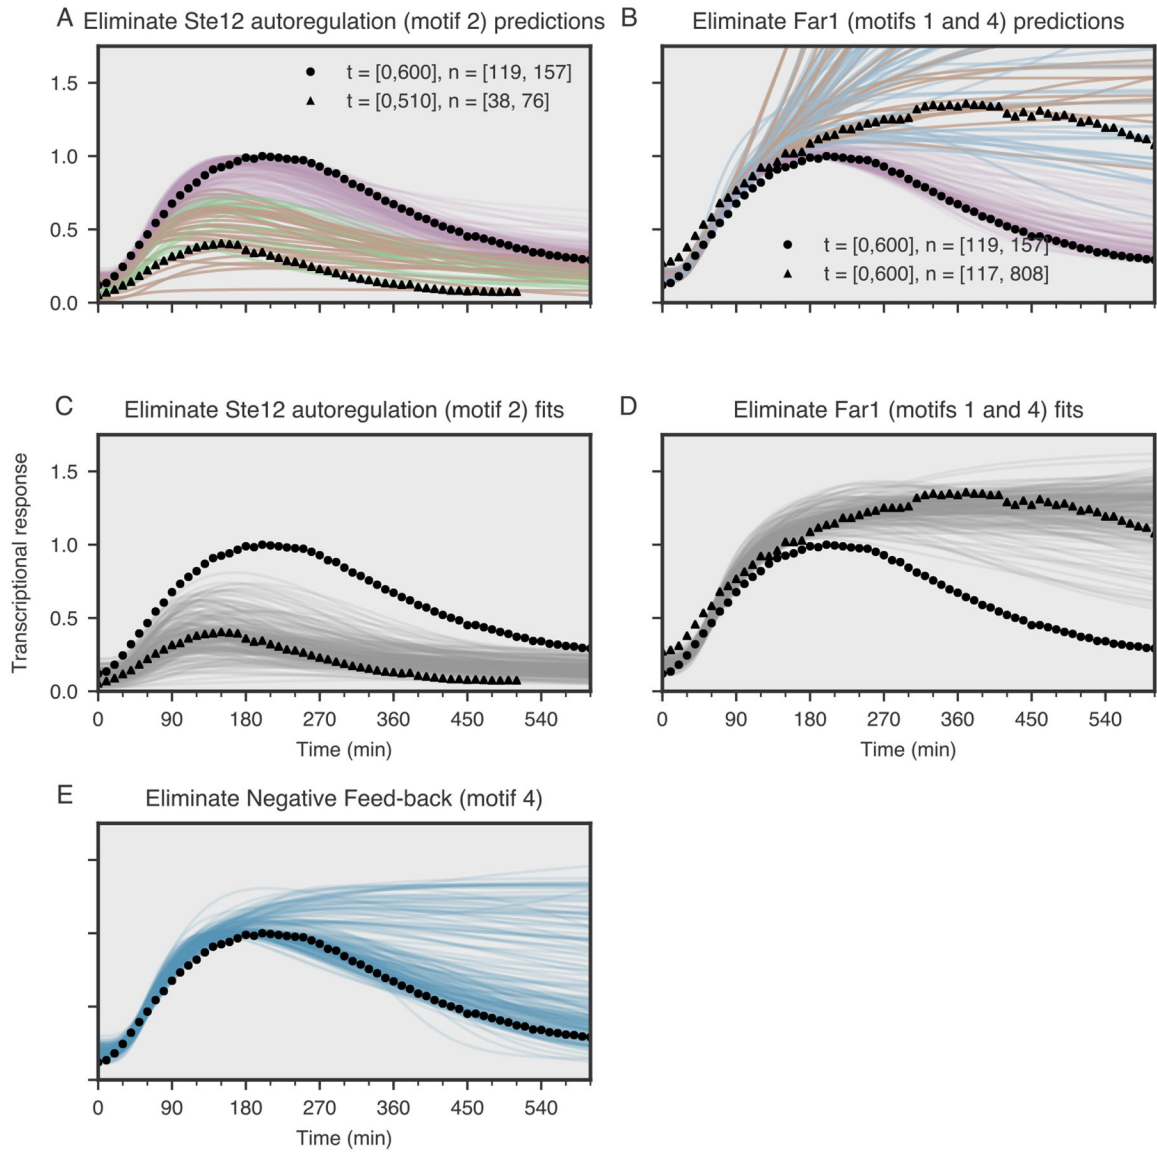 A Eliminate Ste12 autoregulation (motif 2) predictions
t = [0,600], n = [119, 157]
t = [0,510], n = [38, 76]
1.5
1.0
0.5
0.0
B Eliminate Far1 (motifs 1 and 4) predictions
t = [0,600], n = [119, 157]
t = [0,600], n = [117, 808]
C Eliminate Ste12 autoregulation (motif 2) fits
Transcriptional response
1.5
1.0
0.5
0.0
0 90 180 270 360 450 540
Time (min)
D Eliminate Far1 (motifs 1 and 4) fits
0 90 180 270 360 450 540
Time (min)
E Eliminate Negative Feed-back (motif 4)
0 90 180 270 360 450 540
Time (min)